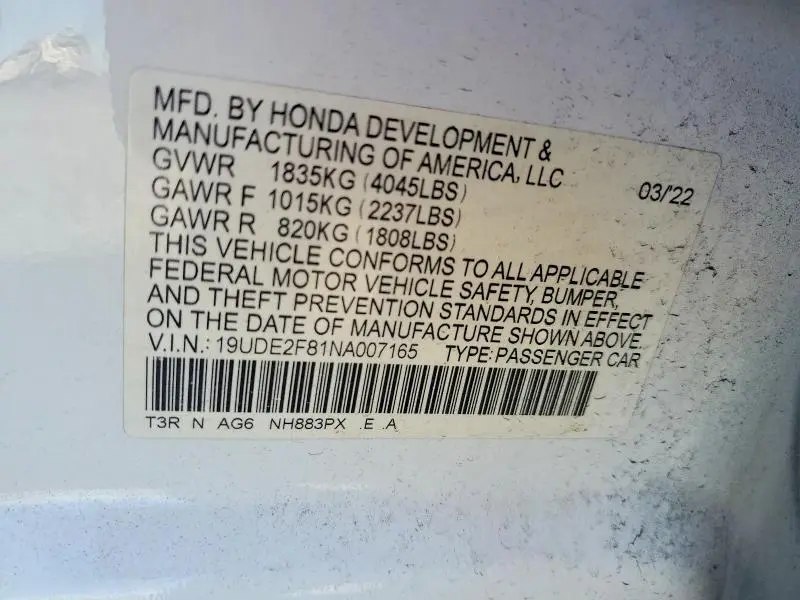 MFD. BY HONDA DEVELOPMENT &
MANUFACTURING OF AMERICA, LLC
GVWR 1835KG (4045LBS) 03/'22
GAWR F 1015KG (2237LBS)
GAWR R 820KG (1808LBS)
THIS VEHICLE CONFORMS TO ALL APPLICABLE
FEDERAL MOTOR VEHICLE SAFETY, BUMPER,
AND THEFT PREVENTION STANDARDS IN EFFECT
ON THE DATE OF MANUFACTURE SHOWN ABOVE.
V.I.N.: 19UDE2F81NA007165 TYPE: PASSENGER CAR
T3R N AG6 NH883PX .E .A